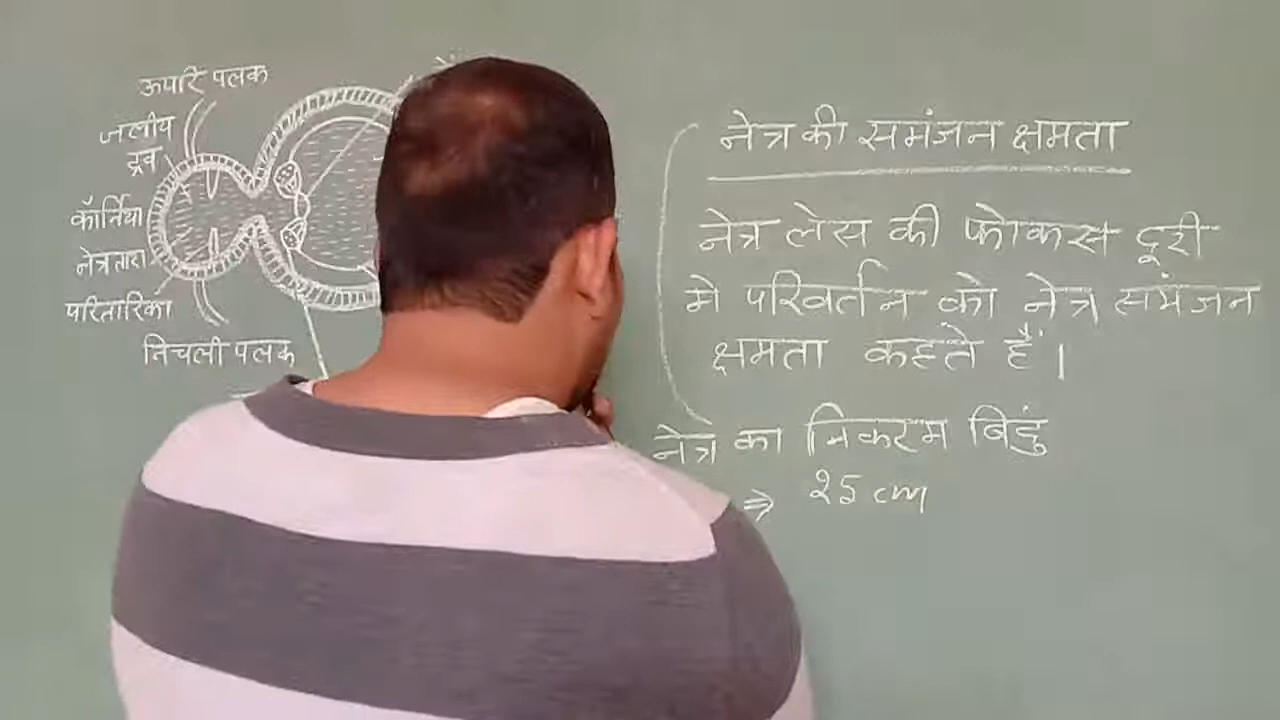 ऊपरि पलक
जलीय
द्रव
कॉर्निया
नेत्रतारा
परितारिका
निचली पलक
नेत्र की समंजन क्षमता
नेत्र लेस की फोकस दूरी
मे परिवर्तन को नेत्र समंजन
क्षमता कहते हैं।
नेत्र का निकटम बिदुं
⇒ 25 cm